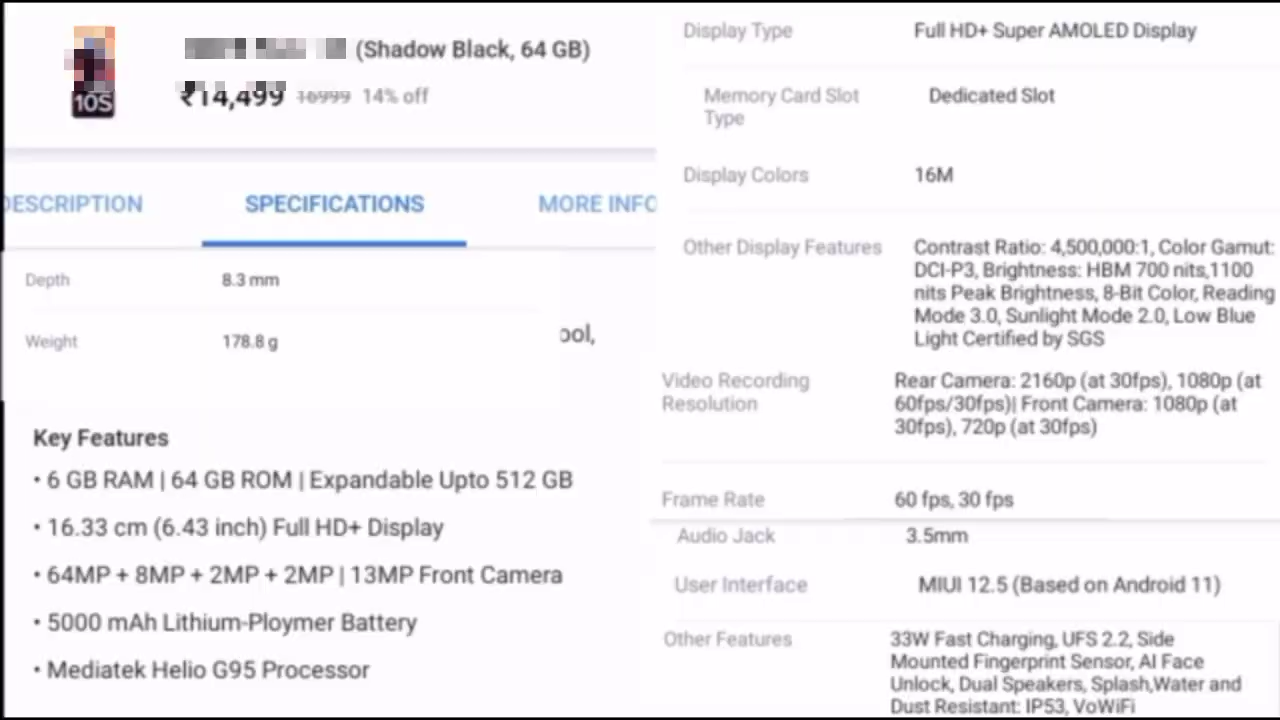 (Shadow Black, 64 GB)
₹14,499 16999 14% off
10S
DESCRIPTION SPECIFICATIONS MORE INFO
Depth 8.3 mm
Weight 178.8 g
ool,
Key Features
• 6 GB RAM | 64 GB ROM | Expandable Upto 512 GB
• 16.33 cm (6.43 inch) Full HD+ Display
• 64MP + 8MP + 2MP + 2MP | 13MP Front Camera
• 5000 mAh Lithium-Ploymer Battery
• Mediatek Helio G95 Processor
Display Type Full HD+ Super AMOLED Display
Memory Card Slot Dedicated Slot
Type
Display Colors 16M
Other Display Features Contrast Ratio: 4,500,000:1, Color Gamut:
DCI-P3, Brightness: HBM 700 nits,1100
nits Peak Brightness, 8-Bit Color, Reading
Mode 3.0, Sunlight Mode 2.0, Low Blue
Light Certified by SGS
Video Recording Rear Camera: 2160p (at 30fps), 1080p (at
Resolution 60fps/30fps)| Front Camera: 1080p (at
30fps), 720p (at 30fps)
Frame Rate 60 fps, 30 fps
Audio Jack 3.5mm
User Interface MIUI 12.5 (Based on Android 11)
Other Features 33W Fast Charging, UFS 2.2, Side
Mounted Fingerprint Sensor, AI Face
Unlock, Dual Speakers, Splash,Water and
Dust Resistant: IP53, VoWiFi